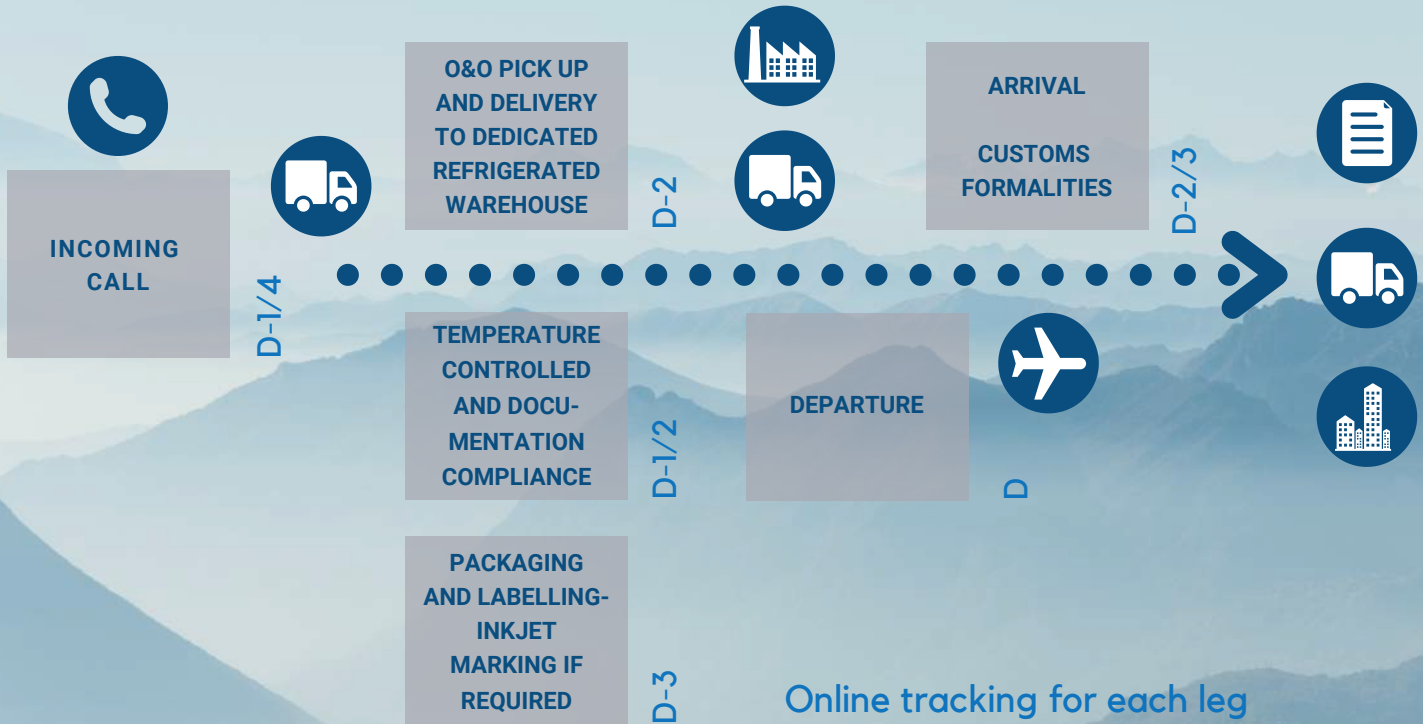 INCOMING
CALL
D-1/4
O&O PICK UP
AND DELIVERY
TO DEDICATED
REFRIGERATED
WAREHOUSE
D-2
TEMPERATURE
CONTROLLED
AND DOCU-
MENTATION
COMPLIANCE
D-1/2
PACKAGING
AND LABELLING-
INKJET
MARKING IF
REQUIRED
D-3
DEPARTURE
D
ARRIVAL
CUSTOMS
FORMALITIES
D-2/3
Online tracking for each leg